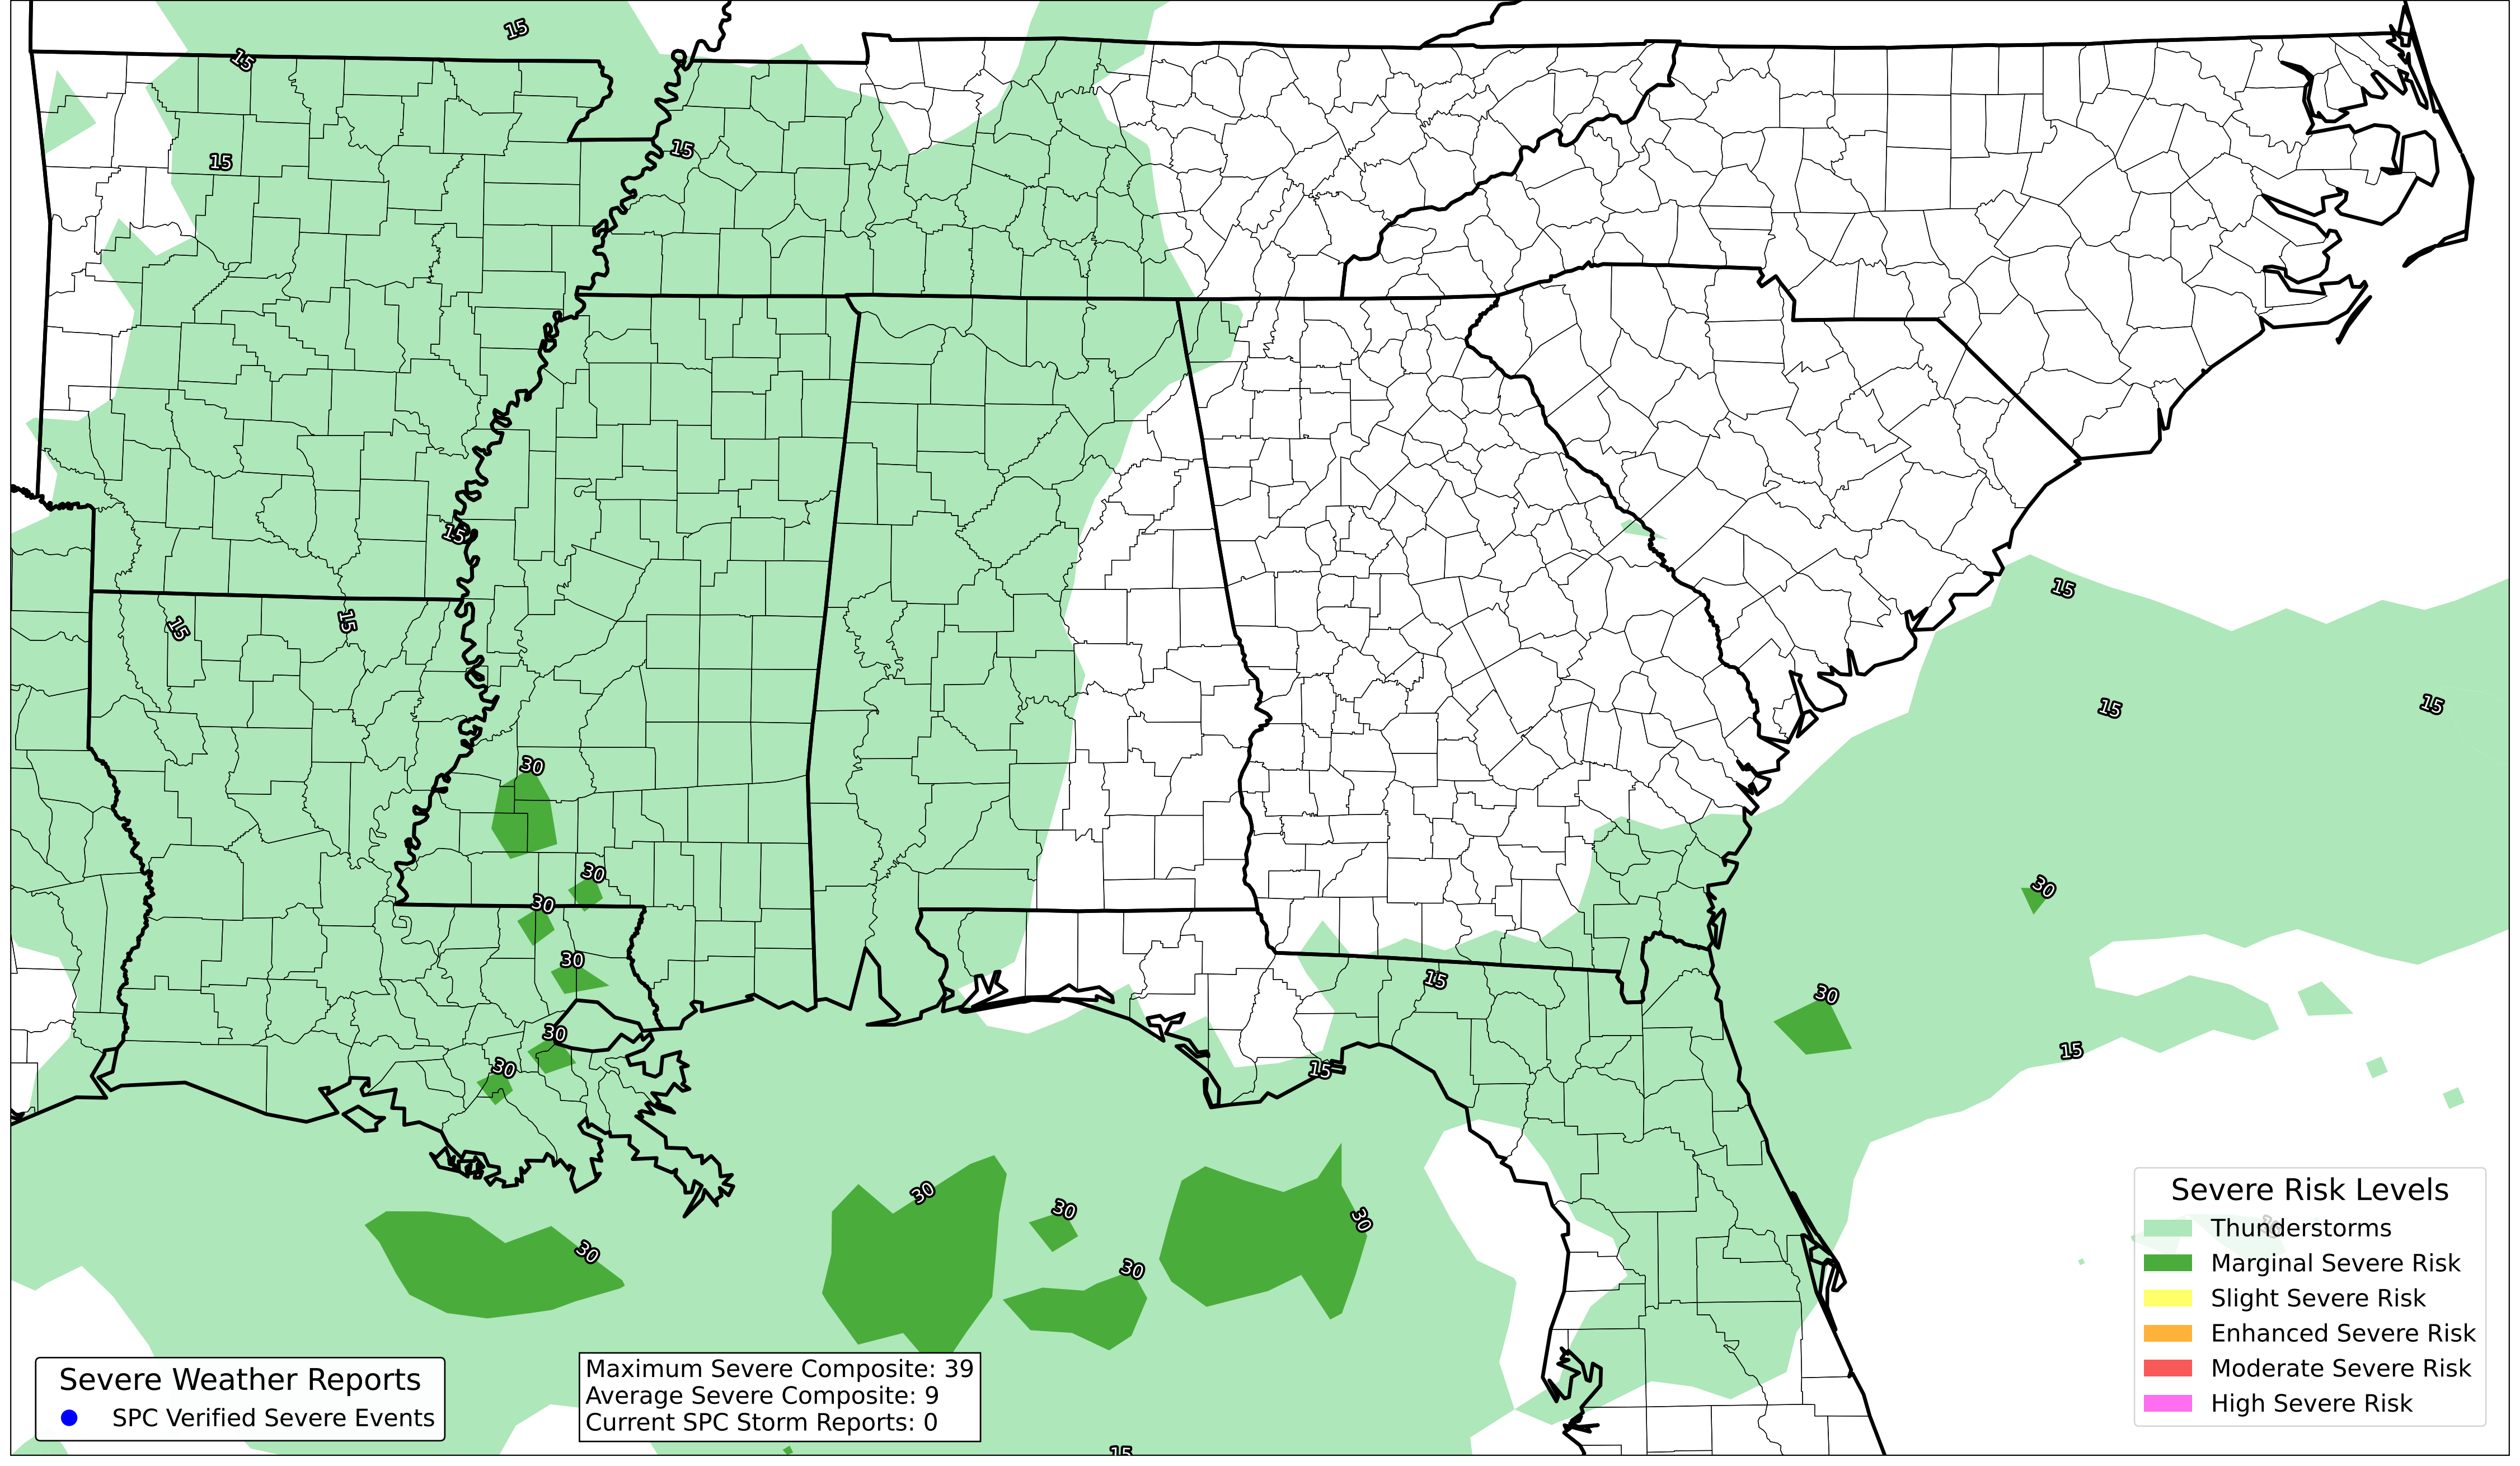 15
15
15
15
15
15
15
15
15
15
30
30
30
30
30
15
30
30
15
15
30
30
30
30
30
30
Severe Risk Levels
Thunderstorms
Marginal Severe Risk
Slight Severe Risk
Enhanced Severe Risk
Moderate Severe Risk
High Severe Risk
Severe Weather Reports
SPC Verified Severe Events
Maximum Severe Composite: 39
Average Severe Composite: 9
Current SPC Storm Reports: 0
15